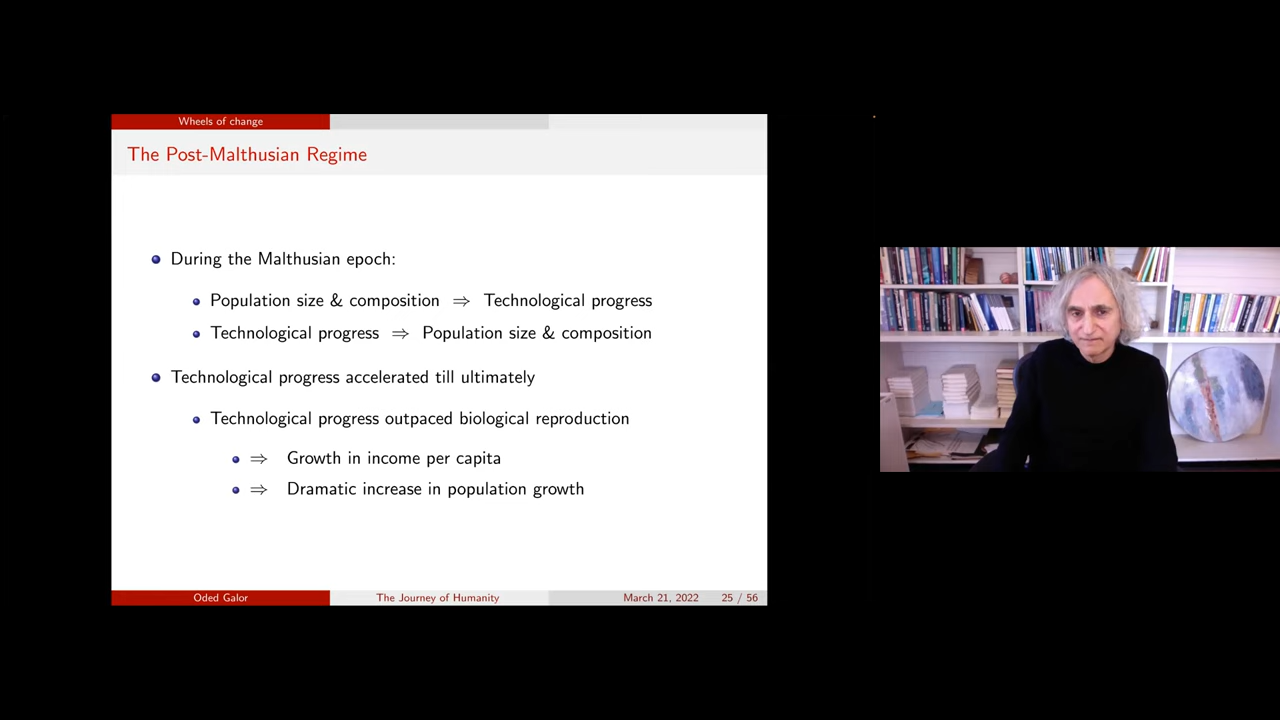 Wheels of change
The Post-Malthusian Regime
During the Malthusian epoch:
Population size & composition ⇒ Technological progress
Technological progress ⇒ Population size & composition
Technological progress accelerated till ultimately
Technological progress outpaced biological reproduction
⇒ Growth in income per capita
⇒ Dramatic increase in population growth
Oded Galor The Journey of Humanity March 21, 2022 25 / 56